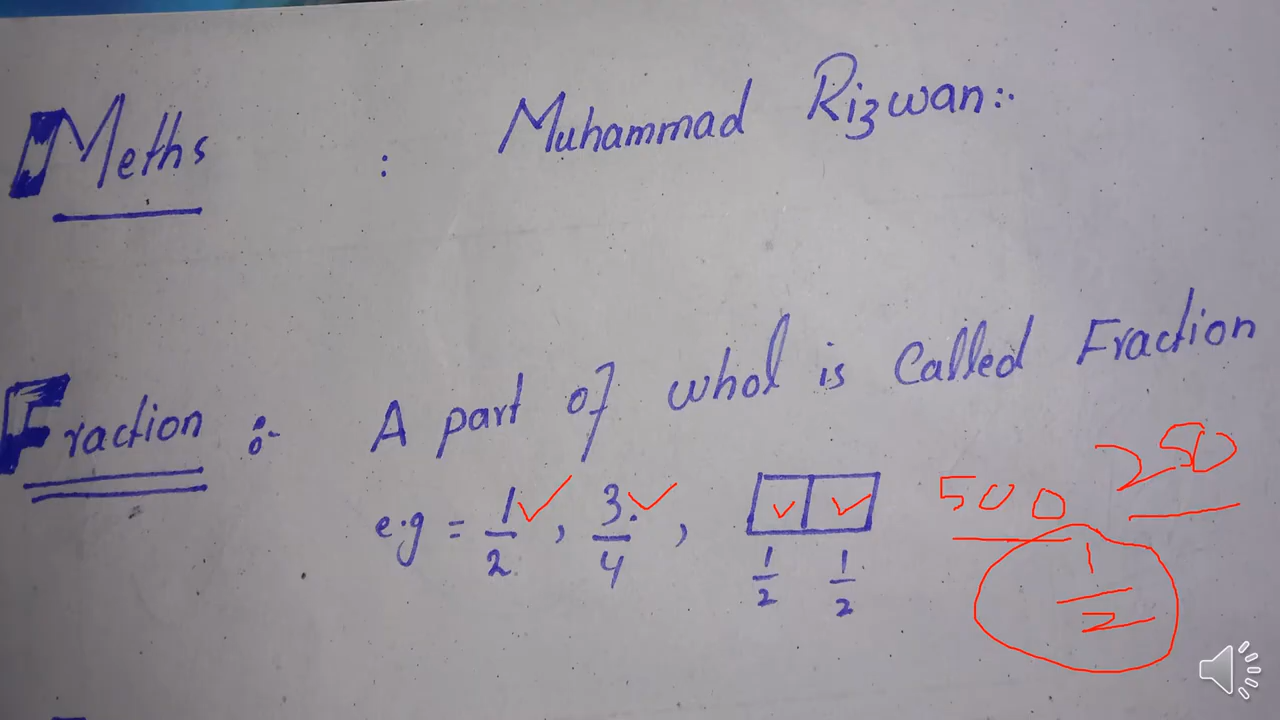 Meths : Muhammad Rizwan:-
Fraction :- A part of whol is Called Fraction
e.g = 1/2 , 3/4 ,
1/2 1/2
500 250
1/2